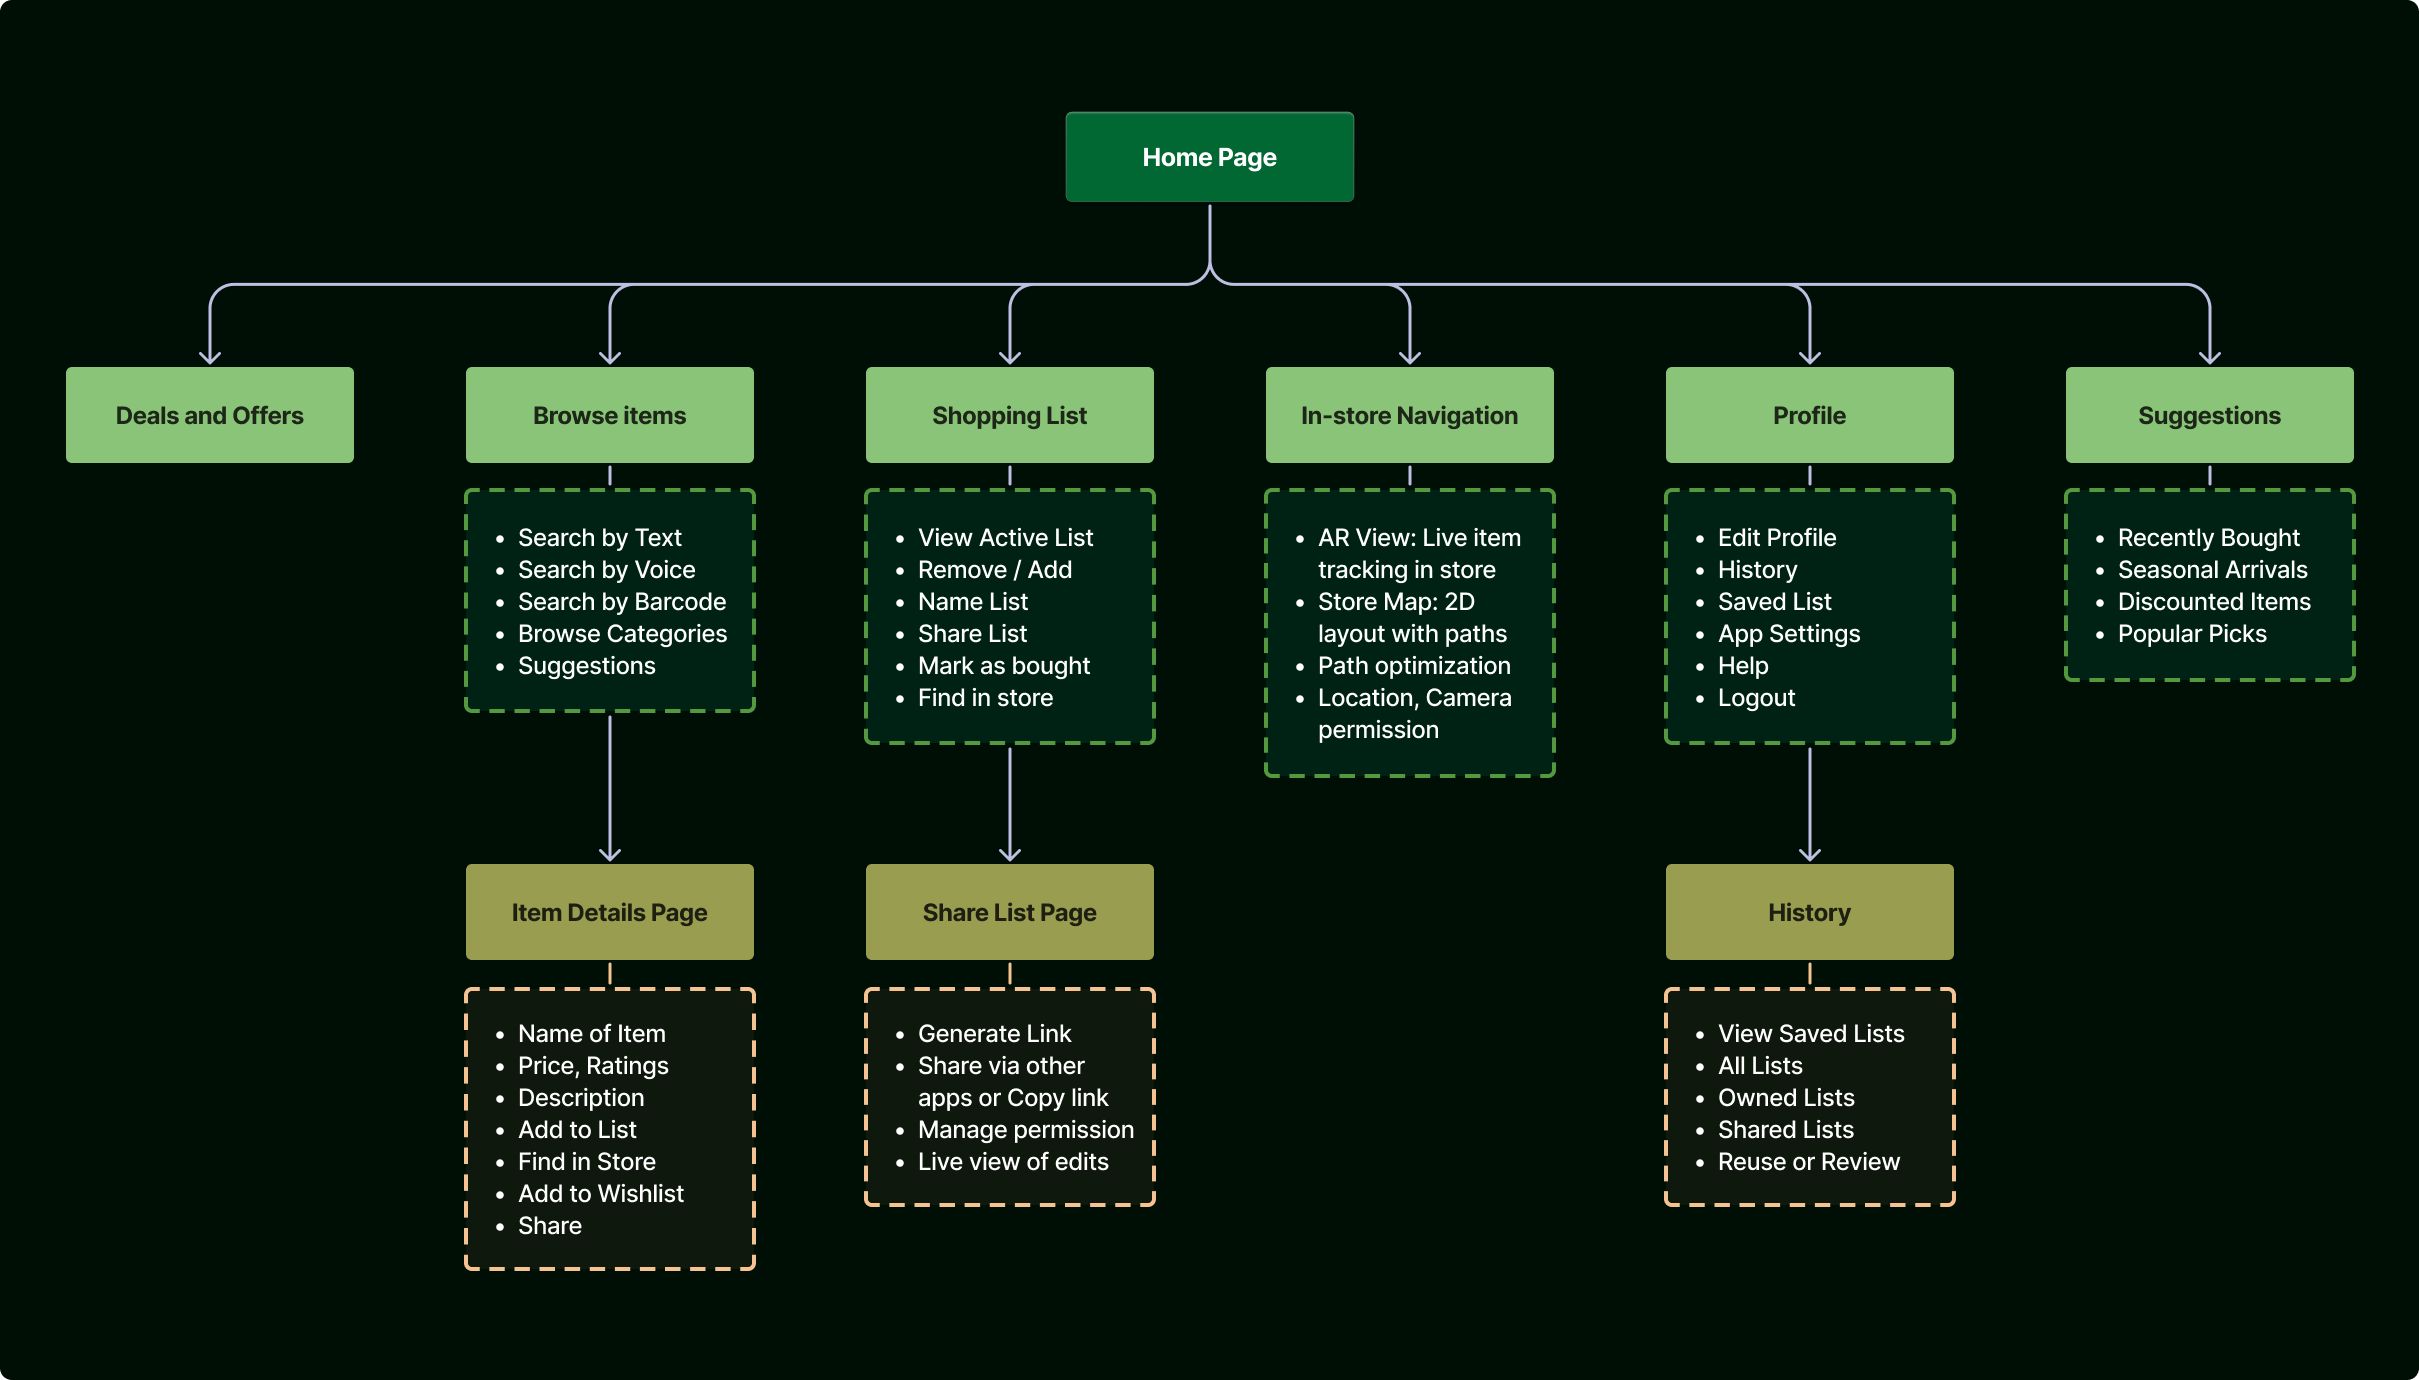 Home Page
Deals and Offers
Browse items
Shopping List
In-store Navigation
Profile
Suggestions
• Search by Text
• Search by Voice
• Search by Barcode
• Browse Categories
• Suggestions
• View Active List
• Remove / Add
• Name List
• Share List
• Mark as bought
• Find in store
• AR View: Live item
tracking in store
• Store Map: 2D
layout with paths
• Path optimization
• Location, Camera
permission
• Edit Profile
• History
• Saved List
• App Settings
• Help
• Logout
• Recently Bought
• Seasonal Arrivals
• Discounted Items
• Popular Picks
Item Details Page
Share List Page
History
• Name of Item
• Price, Ratings
• Description
• Add to List
• Find in Store
• Add to Wishlist
• Share
• Generate Link
• Share via other
apps or Copy link
• Manage permission
• Live view of edits
• View Saved Lists
• All Lists
• Owned Lists
• Shared Lists
• Reuse or Review